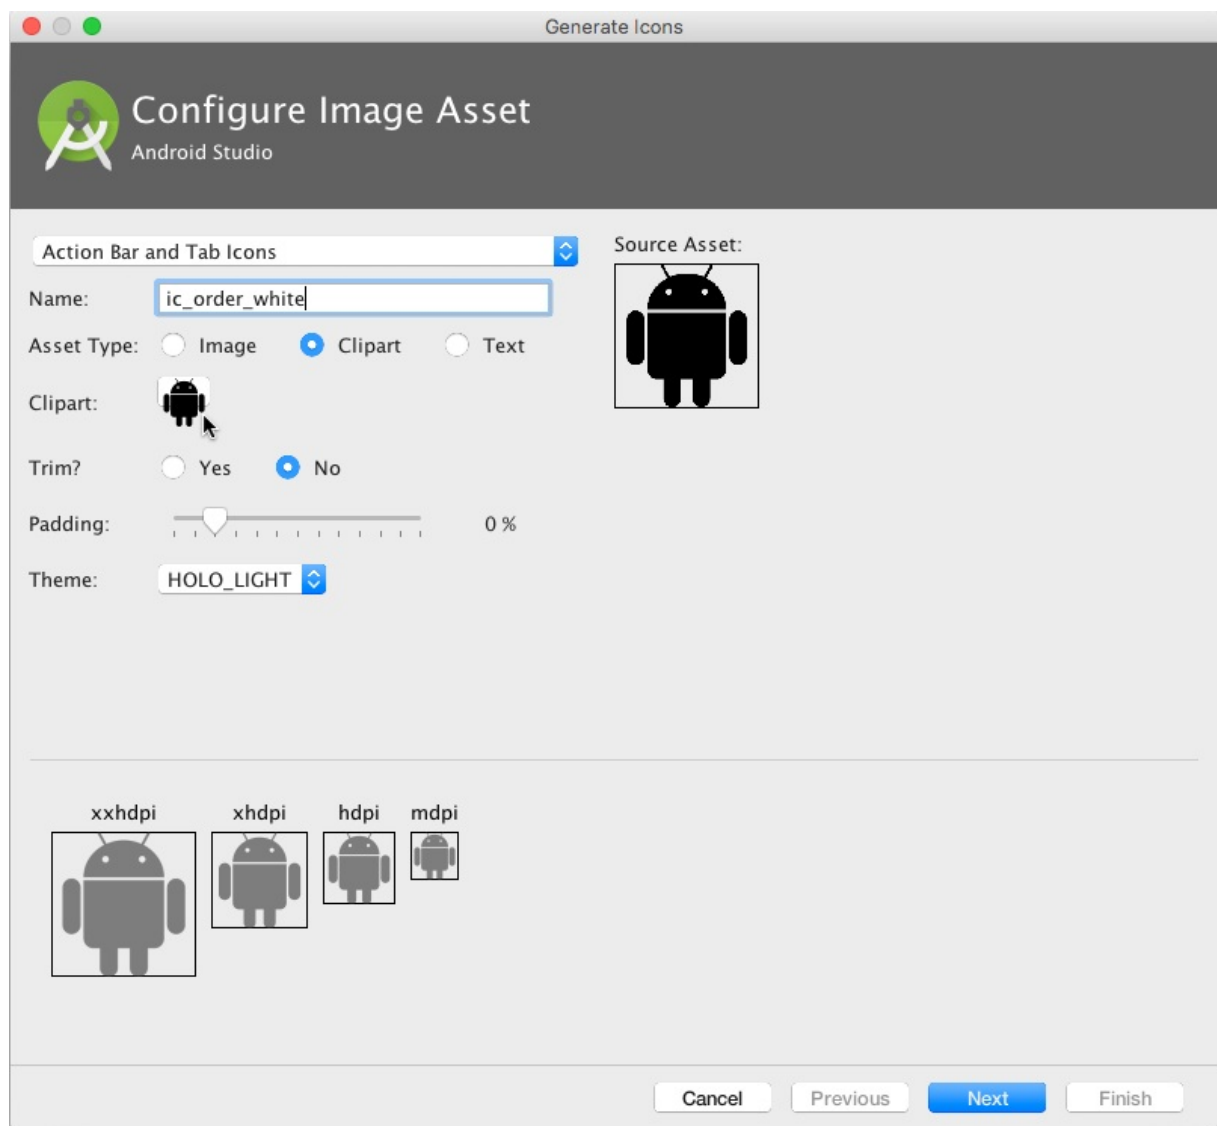 Generate Icons
Configure Image Asset
Android Studio
Action Bar and Tab Icons
Source Asset:
Name: ic_order_white
Asset Type: Image Clipart Text
Clipart:
Trim? Yes No
Padding: 0 %
Theme: HOLO_LIGHT
xxhdpi xhdpi hdpi mdpi
Cancel Previous Next Finish